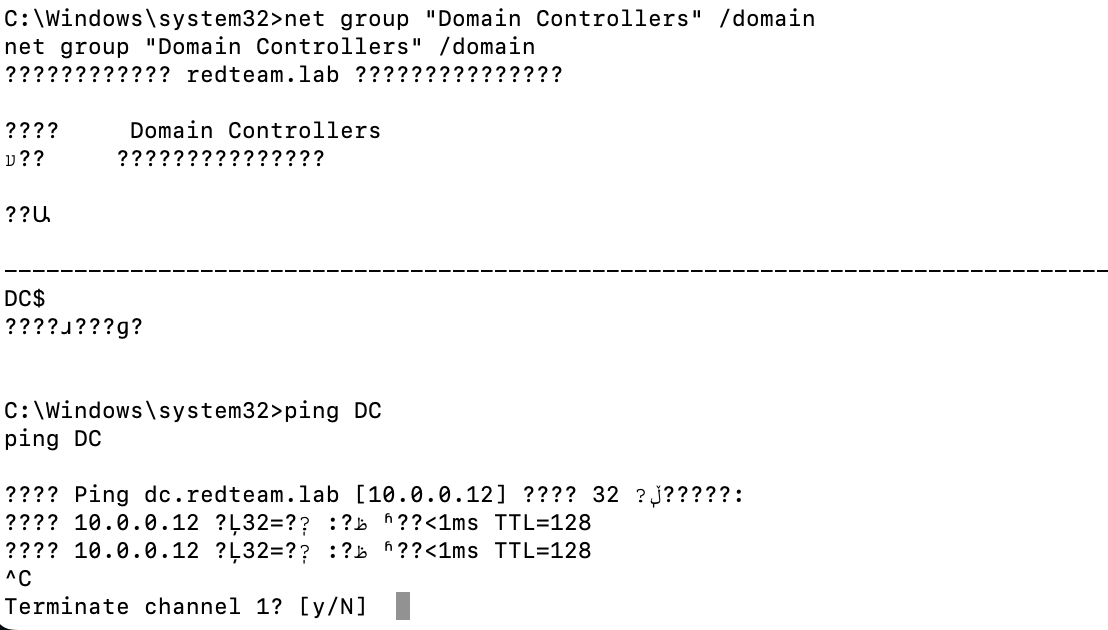 C:\Windows\system32>net group "Domain Controllers" /domain
net group "Domain Controllers" /domain
???????????? redteam.lab ???????????????
????     Domain Controllers
ע??     ???????????????
??Ա
-------------------------------------------------------------------------------
DC$
????ɹ???ɡ?
C:\Windows\system32>ping DC
ping DC
???? Ping dc.redteam.lab [10.0.0.12] ???? 32 ?ڵ?????:
???? 10.0.0.12 ?Ļ32=?? :?ظ ʱ??<1ms TTL=128
???? 10.0.0.12 ?Ļ32=?? :?ظ ʱ??<1ms TTL=128
^C
Terminate channel 1? [y/N]